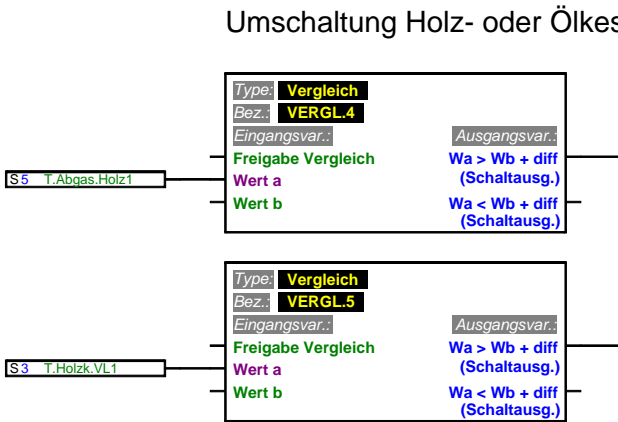 Umschaltung Holz- oder Ölkes
Type: Vergleich
Bez.: VERGL.4
Eingangsvar.: Ausgangsvar.:
Freigabe Vergleich Wa > Wb + diff
S 5 T.Abgas.Holz1 Wert a (Schaltausg.)
Wert b Wa < Wb + diff
(Schaltausg.)
Type: Vergleich
Bez.: VERGL.5
Eingangsvar.: Ausgangsvar.:
Freigabe Vergleich Wa > Wb + diff
S 3 T.Holzk.VL1 Wert a (Schaltausg.)
Wert b Wa < Wb + diff
(Schaltausg.)